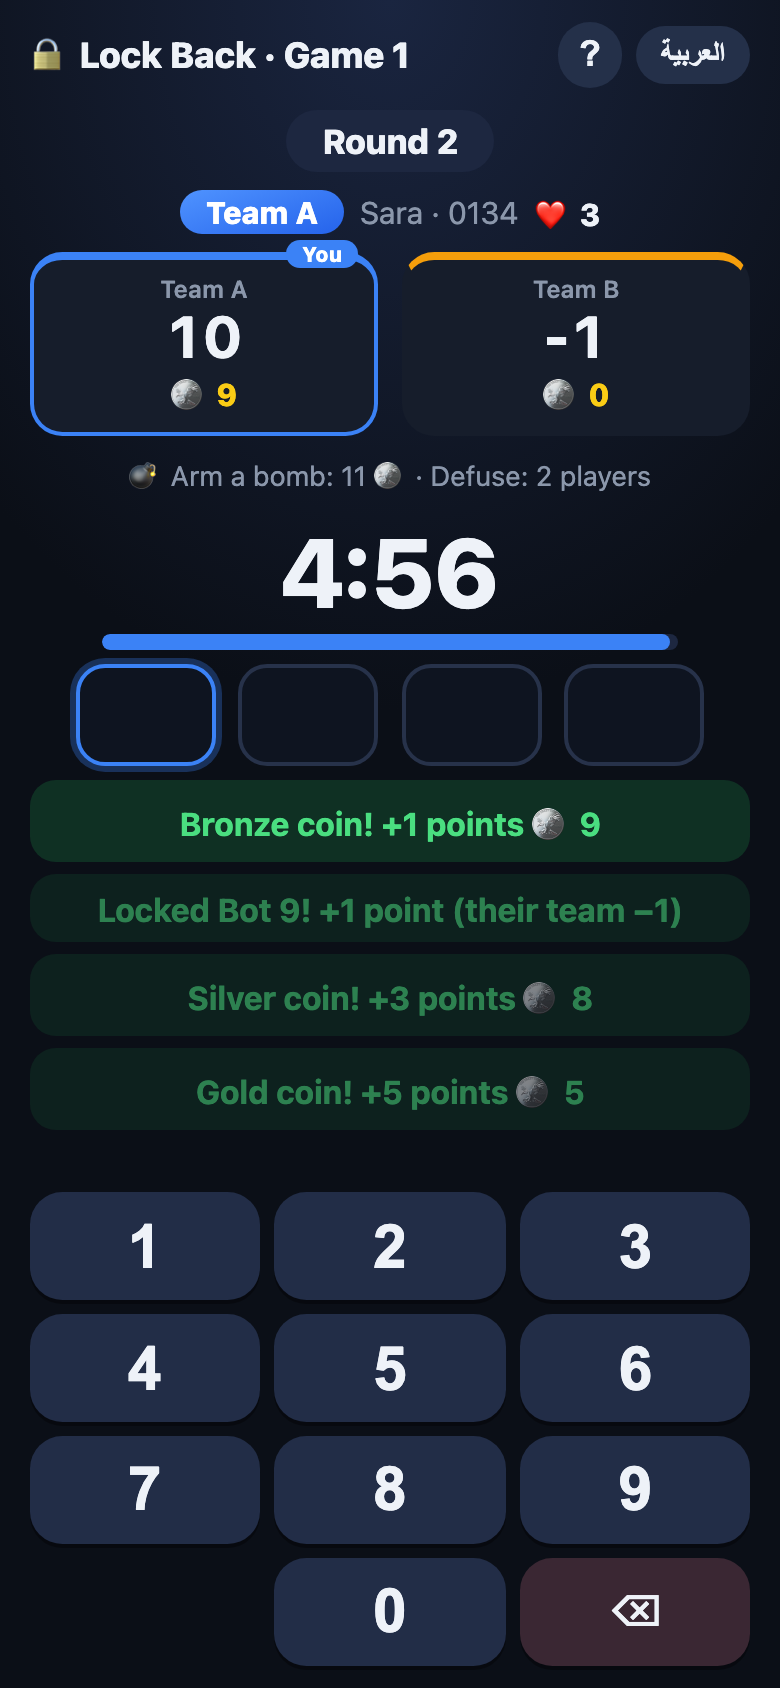 Lock Back · Game 1
?
العربية
Round 2
Team A Sara · 0134 3
You
Team A
10
9
Team B
-1
0
Arm a bomb: 11 · Defuse: 2 players
4:56
Bronze coin! +1 points 9
Locked Bot 9! +1 point (their team −1)
Silver coin! +3 points 8
Gold coin! +5 points 5
1 2 3
4 5 6
7 8 9
0